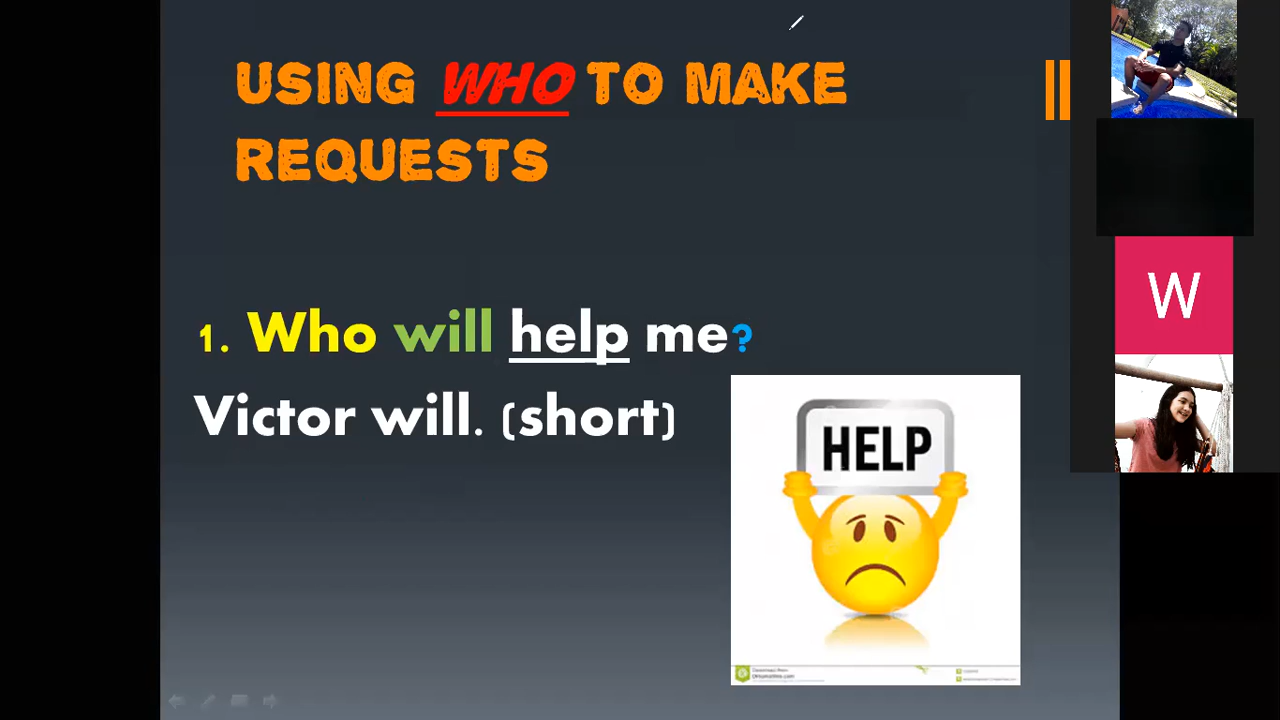 USING WHO TO MAKE
REQUESTS
W
1. Who will help me?
Victor will. (short)
HELP